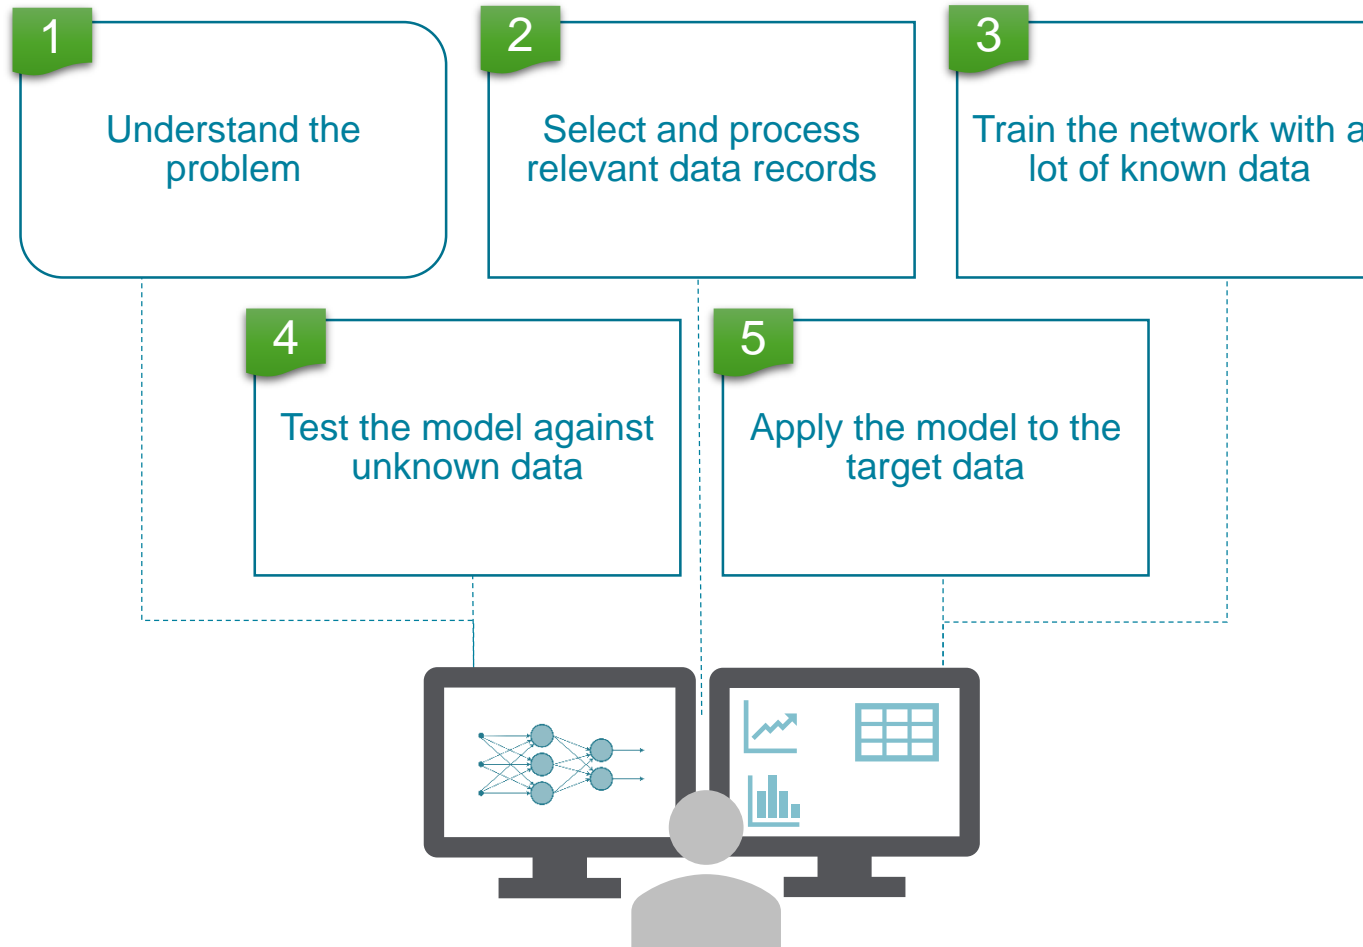 1
Understand the
problem
2
Select and process
relevant data records
3
Train the network with a
lot of known data
4
Test the model against
unknown data
5
Apply the model to the
target data